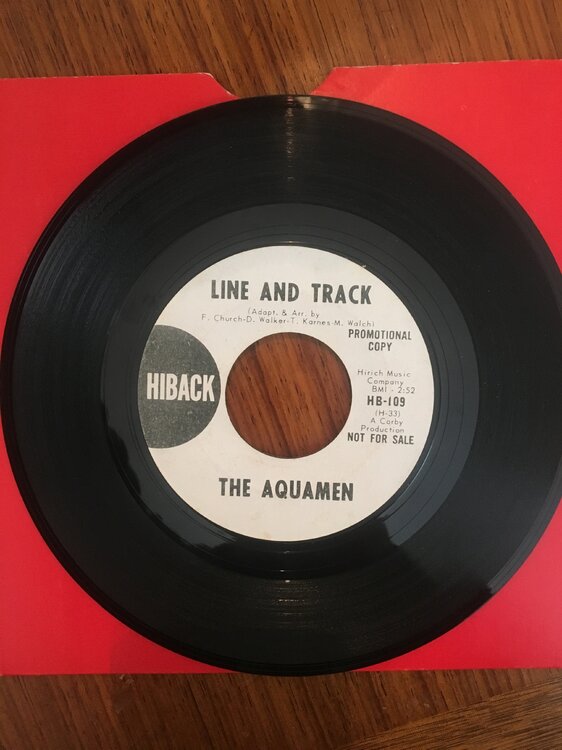 LINE AND TRACK
(Adapt. & Arr. by
F. Church-D. Walker-T. Karnes-M. Walch)
PROMOTIONAL
COPY
HIBACK
Hirich Music
Company
BMI - 2:52
HB-109
(H-33)
A Corby
Production
NOT FOR SALE
THE AQUAMEN